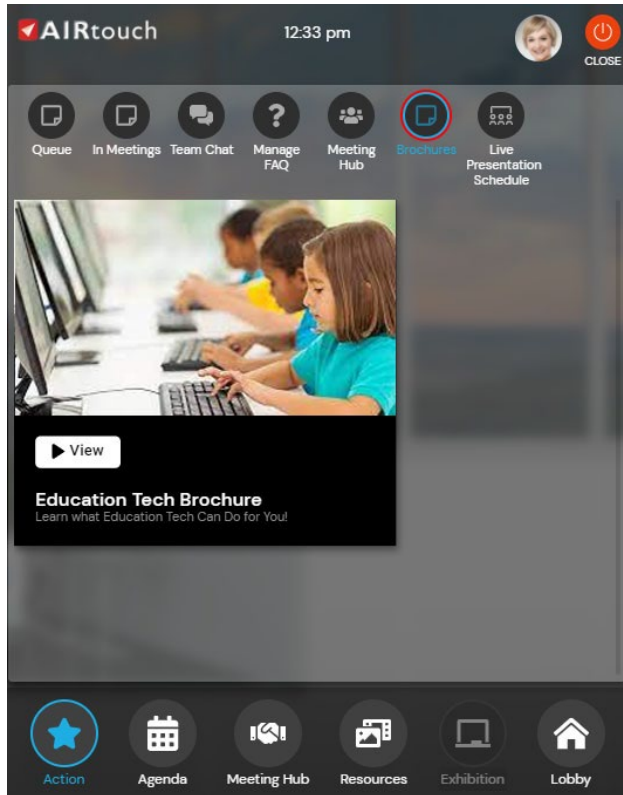 AIRtouch
12:33 pm
CLOSE
Queue
In Meetings
Team Chat
Manage
FAQ
Meeting
Hub
Brochures
Live
Presentation
Schedule
View
Education Tech Brochure
Learn what Education Tech Can Do for You!
Action
Agenda
Meeting Hub
Resources
Exhibition
Lobby